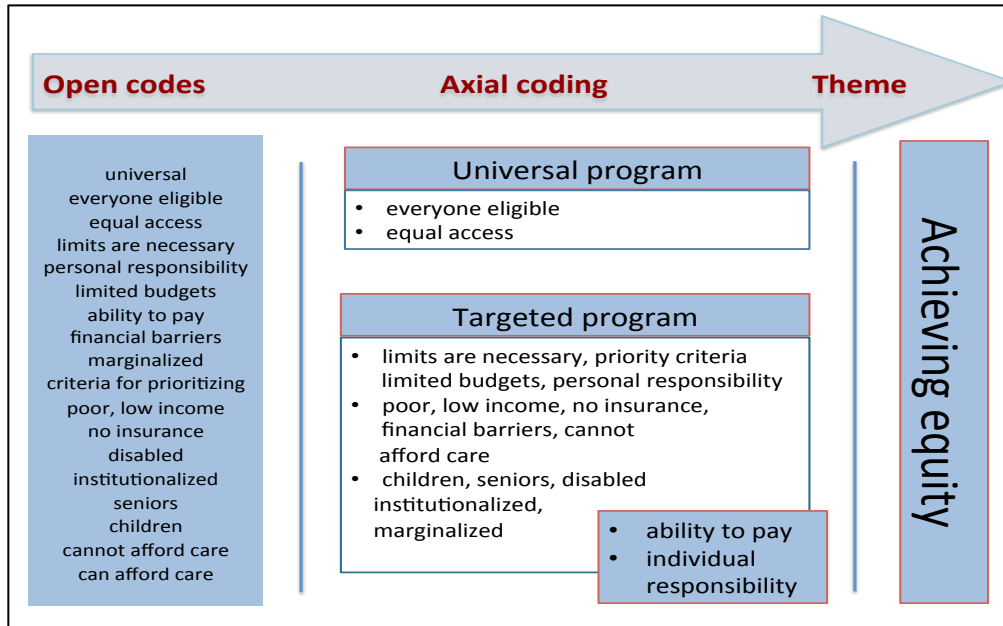 Open codes
Axial coding
Theme
universal
everyone eligible
equal access
limits are necessary
personal responsibility
limited budgets
ability to pay
financial barriers
marginalized
criteria for prioritizing
poor, low income
no insurance
disabled
institutionalized
seniors
children
cannot afford care
can afford care
Universal program
• everyone eligible
• equal access
Targeted program
• limits are necessary, priority criteria
limited budgets, personal responsibility
• poor, low income, no insurance,
financial barriers, cannot
afford care
• children, seniors, disabled
institutionalized,
marginalized
• ability to pay
• individual
responsibility
Achieving equity